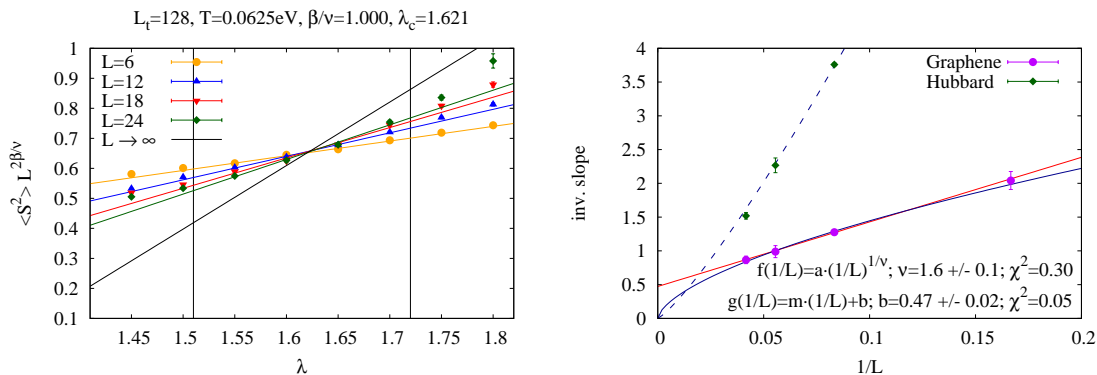 L_t=128, T=0.0625eV, β/ν=1.000, λ_c=1.621
<S²> L^{2β/ν}
1
0.9
0.8
0.7
0.6
0.5
0.4
0.3
0.2
0.1
L=6
L=12
L=18
L=24
L → ∞
1.45 1.5 1.55 1.6 1.65 1.7 1.75 1.8
λ
inv. slope
4
3.5
3
2.5
2
1.5
1
0.5
0
Graphene
Hubbard
f(1/L)=a·(1/L)^{1/ν}; ν=1.6 +/- 0.1; χ²=0.30
g(1/L)=m·(1/L)+b; b=0.47 +/- 0.02; χ²=0.05
0 0.05 0.1 0.15 0.2
1/L